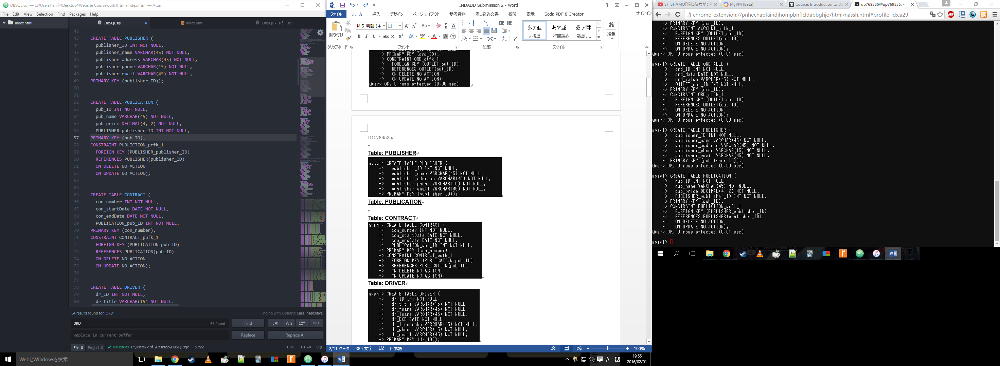 DBSQL.sql — C:¥Users¥マット¥Desktop¥Website Coursework¥html¥index.html — Atom
File Edit View Selection Find Packages Help
index.html
DBSQL.sql
index.html
DBSQL - コピー.sql
42
43 CREATE TABLE PUBLISHER (
44 publisher_ID INT NOT NULL,
45 publisher_name VARCHAR(45) NOT NULL,
46 publisher_address VARCHAR(45) NOT NULL,
47 publisher_phone VARCHAR(15) NOT NULL,
48 publisher_email VARCHAR(45) NOT NULL,
49 PRIMARY KEY (publisher_ID));
50
51
52 CREATE TABLE PUBLICATION (
53 pub_ID INT NOT NULL,
54 pub_name VARCHAR(45) NOT NULL,
55 pub_price DECIMAL(4, 2) NOT NULL,
56 PUBLISHER_publisher_ID INT NOT NULL,
57 PRIMARY KEY (pub_ID),
58 CONSTRAINT PUBLICTION_prfk_1
59 FOREIGN KEY (PUBLISHER_publisher_ID)
60 REFERENCES PUBLISHER(publisher_ID)
61 ON DELETE NO ACTION
62 ON UPDATE NO ACTION);
63
64
65 CREATE TABLE CONTRACT (
66 con_number INT NOT NULL,
67 con_startDate DATE NOT NULL,
68 con_endDate DATE NOT NULL,
69 PUBLICATION_pub_ID INT NOT NULL,
70 PRIMARY KEY (con_number),
71 CONSTRAINT CONTRACT_pufk_1
72 FOREIGN KEY (PUBLICATION_pub_ID)
73 REFERENCES PUBLICATION(pub_ID)
74 ON DELETE NO ACTION
75 ON UPDATE NO ACTION);
76
77
78 CREATE TABLE DRIVER (
79 dr_ID INT NOT NULL,
80 dr_title VARCHAR(15) NOT NULL,
64 results found for 'ORD'
Finding with Options: Case Insensitive
ORD
64 found
Find
.* Aa
Replace in current buffer
Replace
Replace All
File 0 Project 0 No Issues C:\Users\マット\Desktop\DBSQL.sql* 57:22
CRLF UTF-8 SQL
INDADD Submission 2 - Word
ファイル ホーム 挿入 デザイン ページ レイアウト 参考資料 差し込み文書 校閲 表示 Soda PDF 8 Creator サインイン
貼り付け
ＭＳ 明朝 (本 11
あア亜 あア亜 あア亜
標準 行間詰め 見出し 1
編集
クリップボード フォント 段落 スタイル
-> PRIMARY KEY (ord_ID),
-> CONSTRAINT ORD_otfk_1
-> FOREIGN KEY (OUTLET_out_ID)
-> REFERENCES OUTLET(out_ID)
-> ON DELETE NO ACTION
-> ON UPDATE NO ACTION);
Query OK, 0 rows affected (0.00 sec)
ID: 769535
Table: PUBLISHER
mysql> CREATE TABLE PUBLISHER (
-> publisher_ID INT NOT NULL,
-> publisher_name VARCHAR(45) NOT NULL,
-> publisher_address VARCHAR(45) NOT NULL,
-> publisher_phone VARCHAR(15) NOT NULL,
-> publisher_email VARCHAR(45) NOT NULL,
-> PRIMARY KEY (publisher_ID));
Table: PUBLICATION
Table: CONTRACT
mysql> CREATE TABLE CONTRACT (
-> con_number INT NOT NULL,
-> con_startDate DATE NOT NULL,
-> con_endDate DATE NOT NULL,
-> PUBLICATION_pub_ID INT NOT NULL,
-> PRIMARY KEY (con_number),
-> CONSTRAINT CONTRACT_pufk_1
-> FOREIGN KEY (PUBLICATION_pub_ID)
-> REFERENCES PUBLICATION(pub_ID)
-> ON DELETE NO ACTION
-> ON UPDATE NO ACTION);
Table: DRIVER
mysql> CREATE TABLE DRIVER (
-> dr_ID INT NOT NULL,
-> dr_title VARCHAR(15) NOT NULL,
-> dr_fname VARCHAR(45) NOT NULL,
-> dr_lname VARCHAR(45) NOT NULL,
-> dr_DOB DATE NOT NULL,
-> dr_licenceNo VARCHAR(45) NOT NULL,
-> dr_phone VARCHAR(15) NOT NULL,
-> dr_email VARCHAR(45) NOT NULL,
-> PRIMARY KEY (dr_ID));
2/11 ページ 385 文字 日本語
100%
SHISHAMO「僕に彼女ができ
MyVM (Beta)
Course: Introduction to Da
up769535@up769535: ~
chrome-extension://pnhechapfaindjhompbnflcldabbghjo/html/nassh.html#profile-id:ca29
-> PRIMARY KEY (acc_ID),
-> CONSTRAINT ACCOUNT_otfk_1
-> FOREIGN KEY (OUTLET_out_ID)
-> REFERENCES OUTLET(out_ID)
-> ON DELETE NO ACTION
-> ON UPDATE NO ACTION);
Query OK, 0 rows affected (0.01 sec)
mysql> CREATE TABLE ORDTABLE (
-> ord_ID INT NOT NULL,
-> ord_data DATE NOT NULL,
-> ord_value VARCHAR(45) NOT NULL,
-> OUTLET_out_ID INT NOT NULL,
-> PRIMARY KEY (ord_ID),
-> CONSTRAINT ORD_otfk_1
-> FOREIGN KEY (OUTLET_out_ID)
-> REFERENCES OUTLET(out_ID)
-> ON DELETE NO ACTION
-> ON UPDATE NO ACTION);
Query OK, 0 rows affected (0.00 sec)
mysql> CREATE TABLE PUBLISHER (
-> publisher_ID INT NOT NULL,
-> publisher_name VARCHAR(45) NOT NULL,
-> publisher_address VARCHAR(45) NOT NULL,
-> publisher_phone VARCHAR(15) NOT NULL,
-> publisher_email VARCHAR(45) NOT NULL,
-> PRIMARY KEY (publisher_ID));
Query OK, 0 rows affected (0.00 sec)
mysql> CREATE TABLE PUBLICATION (
-> pub_ID INT NOT NULL,
-> pub_name VARCHAR(45) NOT NULL,
-> pub_price DECIMAL(4, 2) NOT NULL,
-> PUBLISHER_publisher_ID INT NOT NULL,
-> PRIMARY KEY (pub_ID),
-> CONSTRAINT PUBLICTION_prfk_1
-> FOREIGN KEY (PUBLISHER_publisher_ID)
-> REFERENCES PUBLISHER(publisher_ID)
-> ON DELETE NO ACTION
-> ON UPDATE NO ACTION);
Query OK, 0 rows affected (0.01 sec)
mysql>
WebとWindowsを検索
19:55
2016/02/01